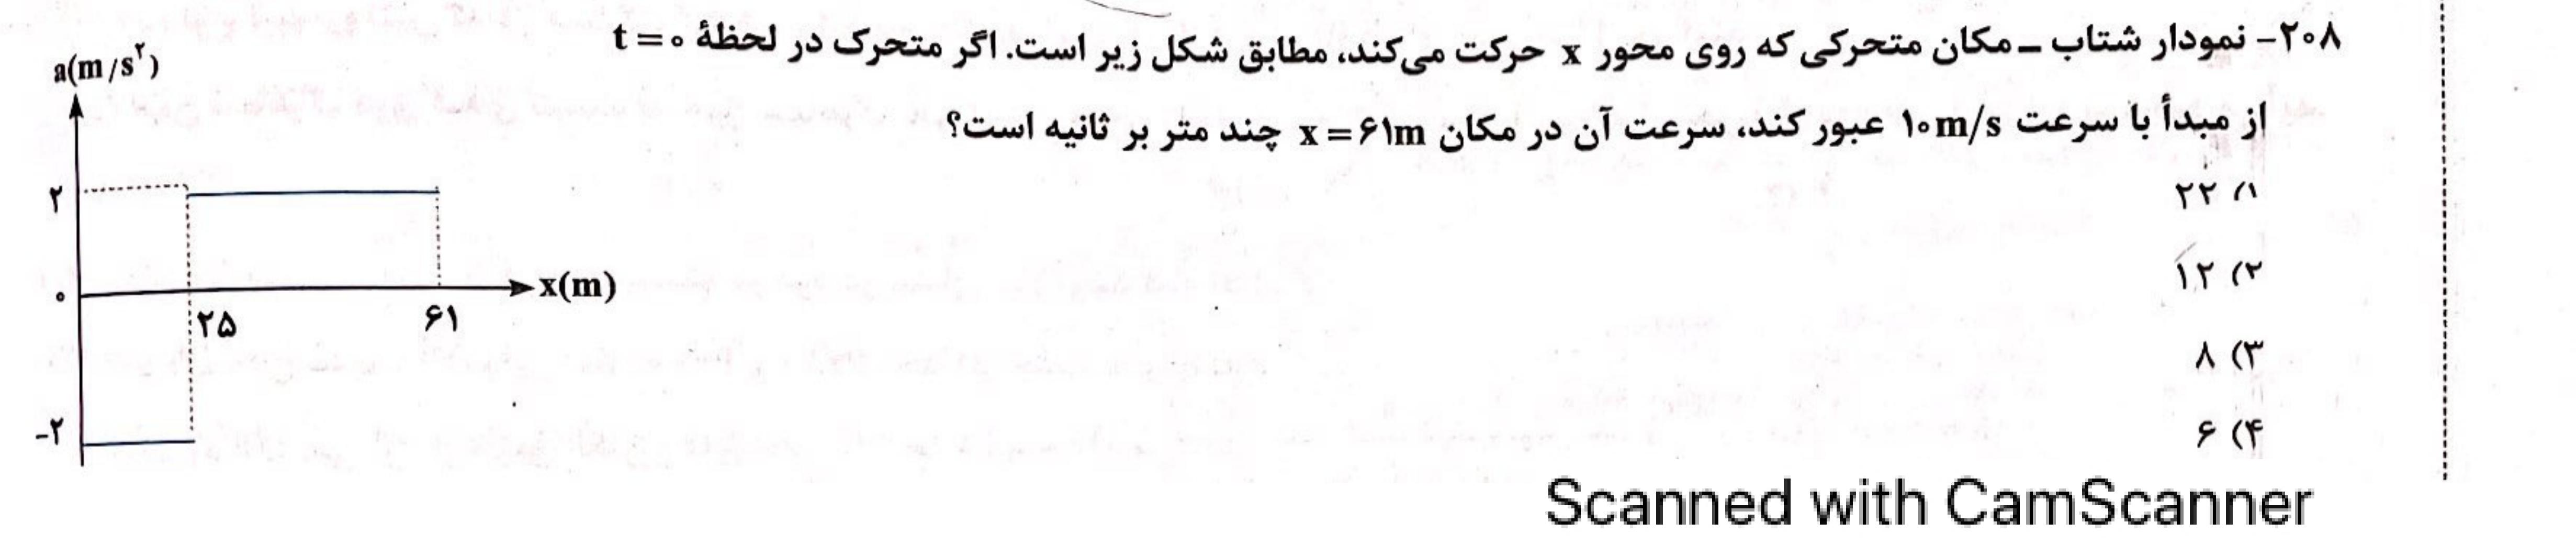 ۲۰۸- نمودار شتاب ـ مکان متحرکی که روی محور x حرکت می‌کند، مطابق شکل زیر است. اگر متحرک در لحظهٔ t = ۰
از مبدأ با سرعت ۱۰ m/s عبور کند، سرعت آن در مکان x = ۶۱m چند متر بر ثانیه است؟
۱) ۲۲
۲) ۱۲
۳) ۸
۴) ۶
a(m/s۲)
۲
۰
x(m)
۲۵
۶۱
-۲
Scanned with CamScanner